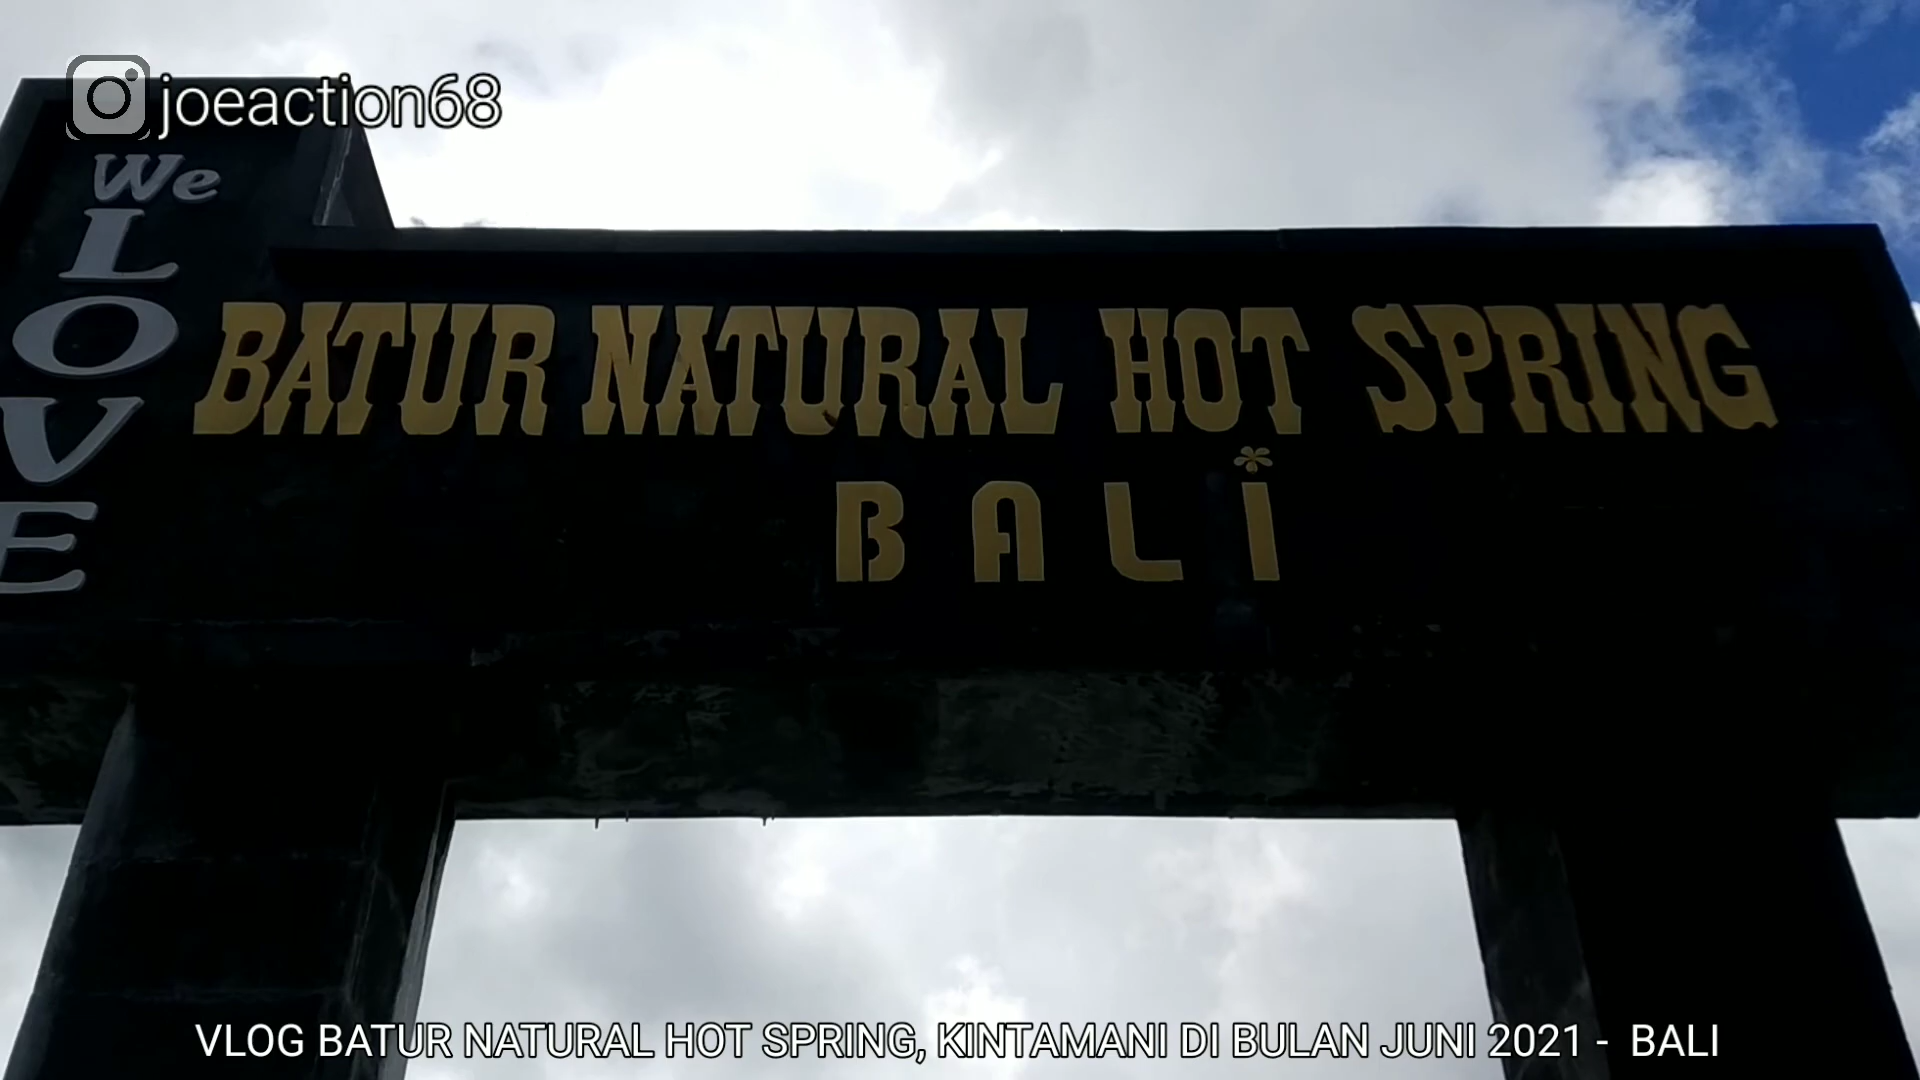 joeaction68
We
LOVE
BATUR NATURAL HOT SPRING
BALI
VLOG BATUR NATURAL HOT SPRING, KINTAMANI DI BULAN JUNI 2021 - BALI